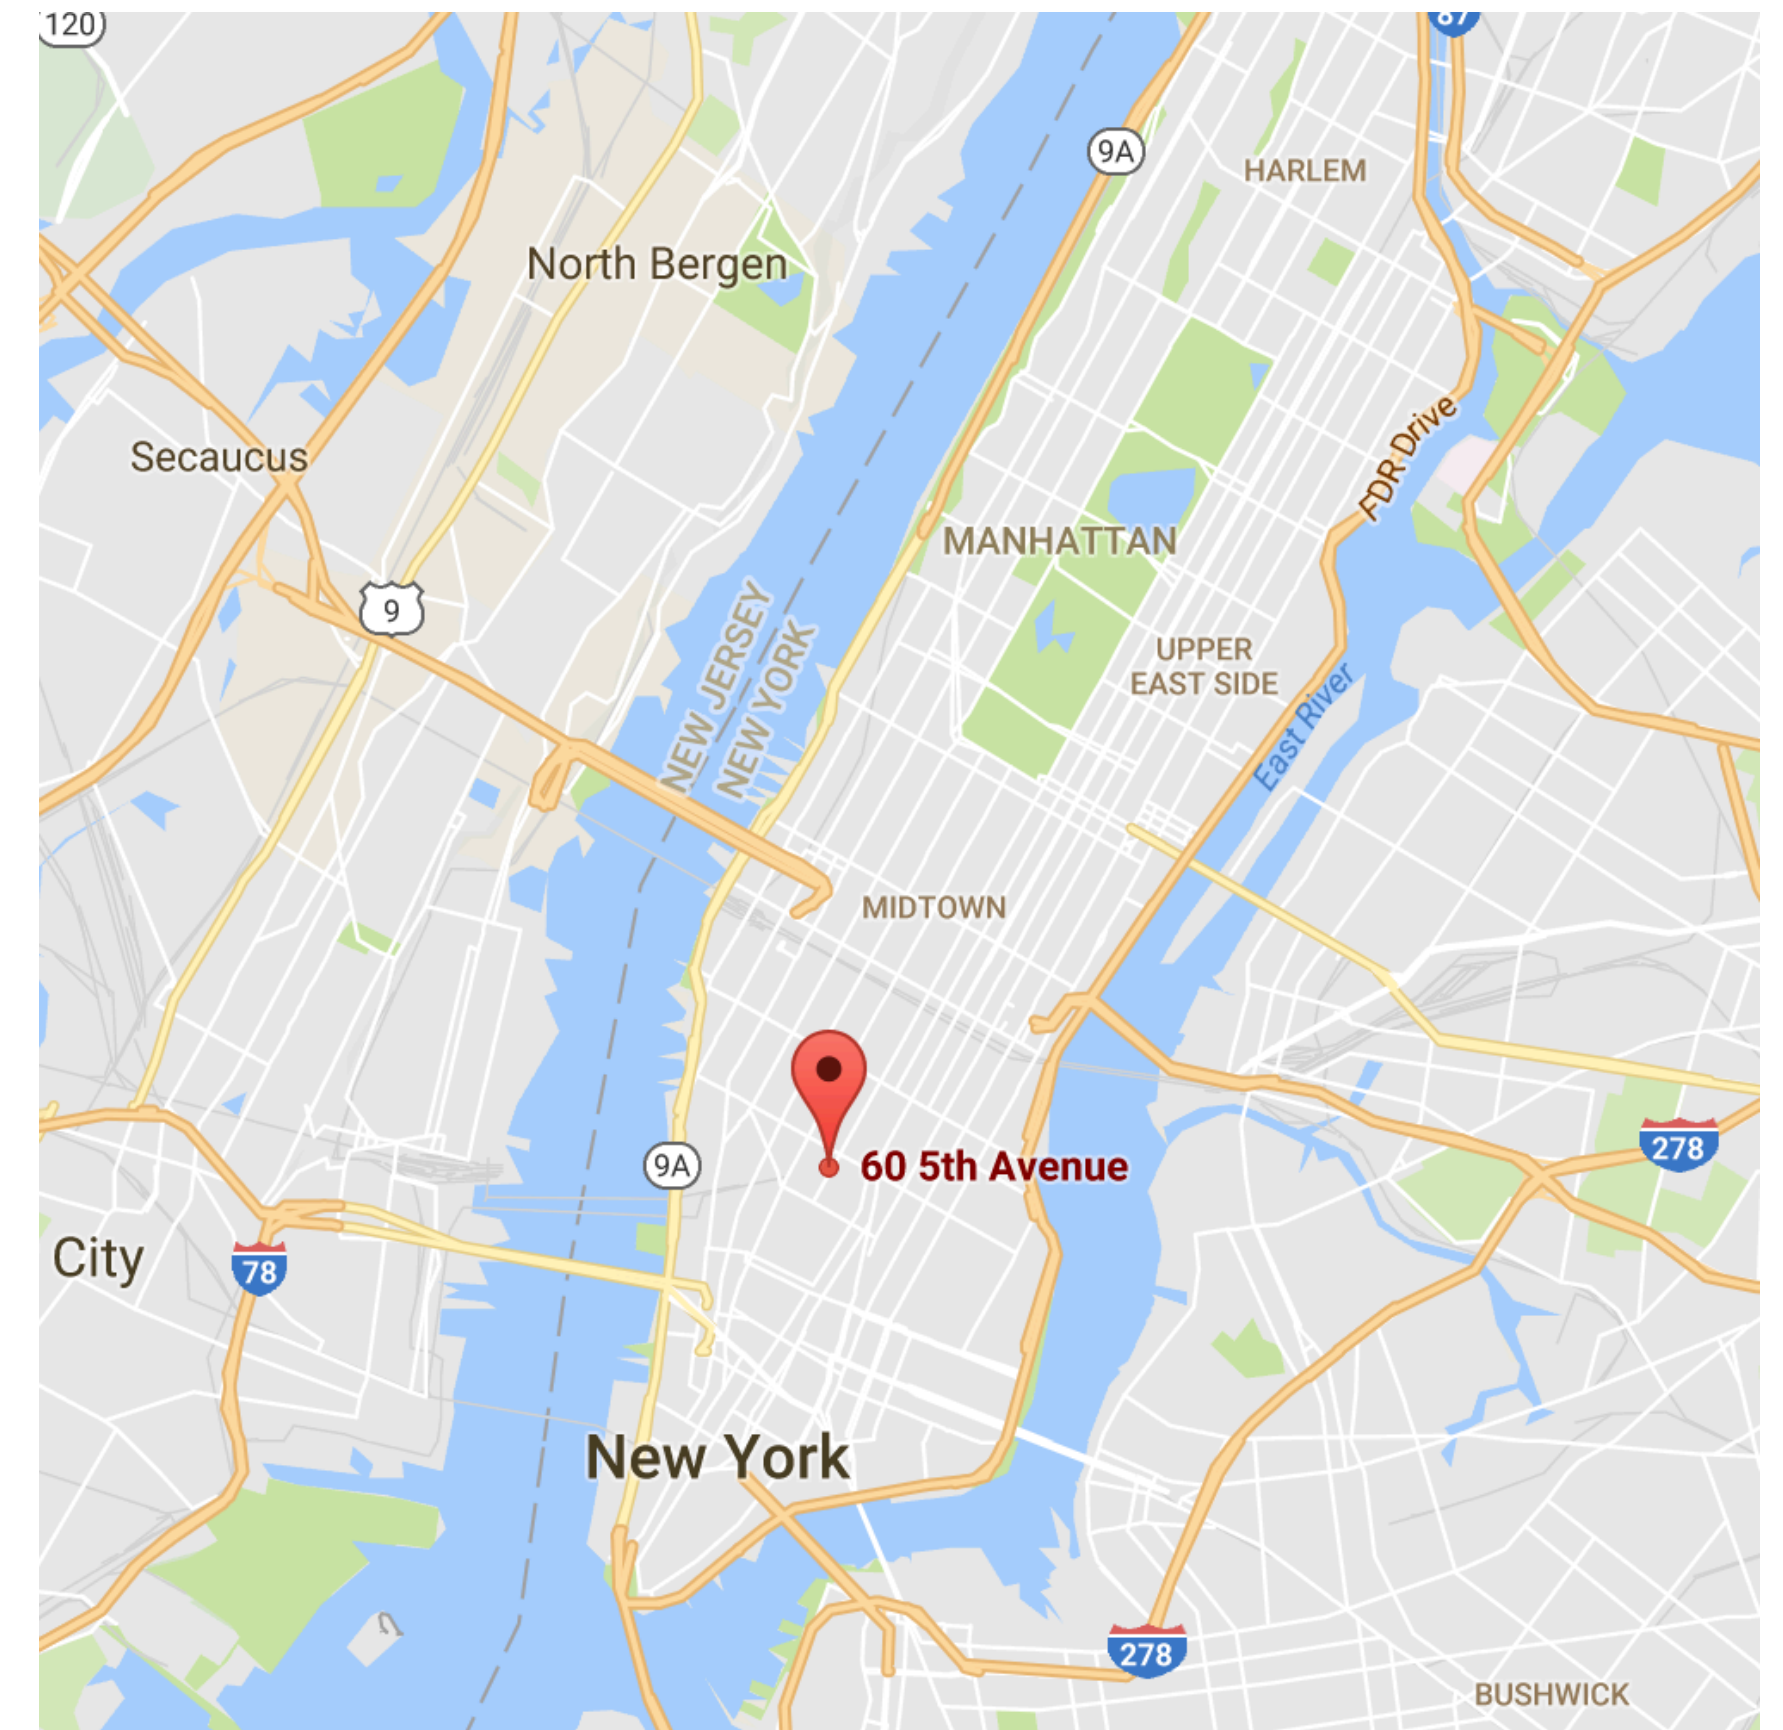 120
87
9A
HARLEM
North Bergen
FDR Drive
Secaucus
MANHATTAN
9
NEW JERSEY
NEW YORK
UPPER
EAST SIDE
East River
MIDTOWN
60 5th Avenue
9A
278
City
78
New York
278
BUSHWICK